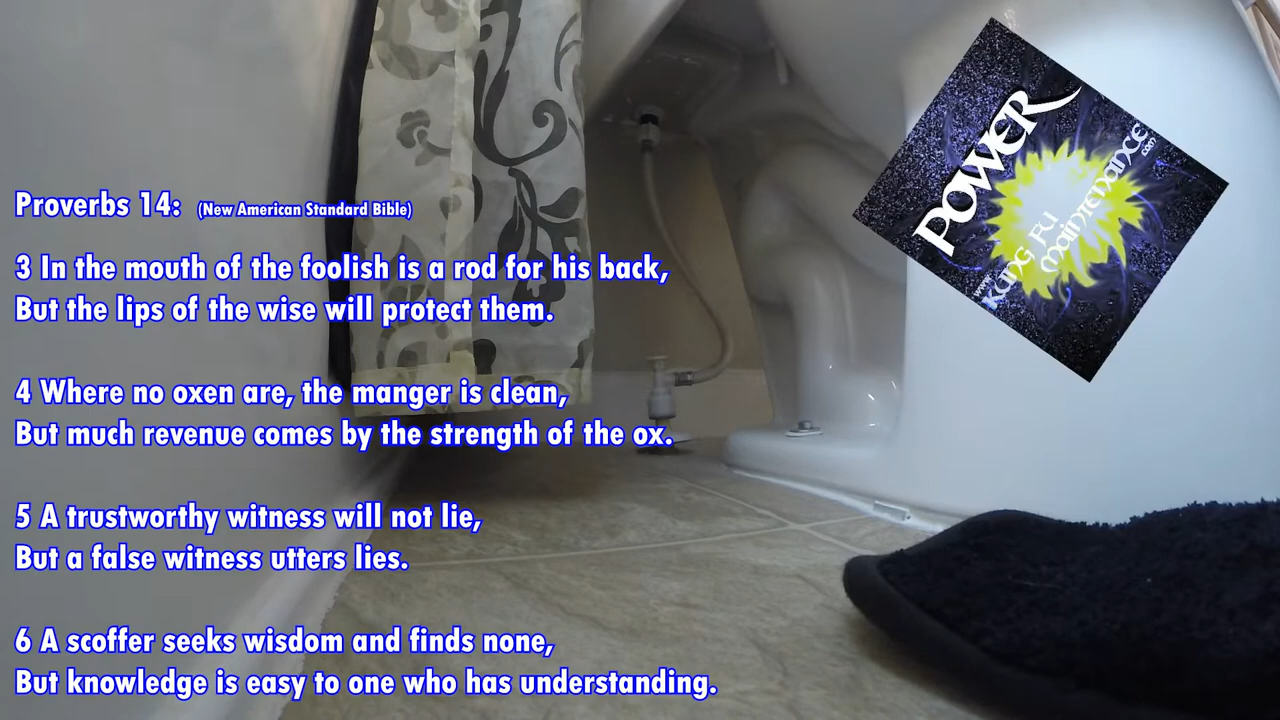 Proverbs 14: (New American Standard Bible)
3 In the mouth of the foolish is a rod for his back,
But the lips of the wise will protect them.
4 Where no oxen are, the manger is clean,
But much revenue comes by the strength of the ox.
5 A trustworthy witness will not lie,
But a false witness utters lies.
6 A scoffer seeks wisdom and finds none,
But knowledge is easy to one who has understanding.
POWER
www.
KUNG FU
MAINTENANCE
.com